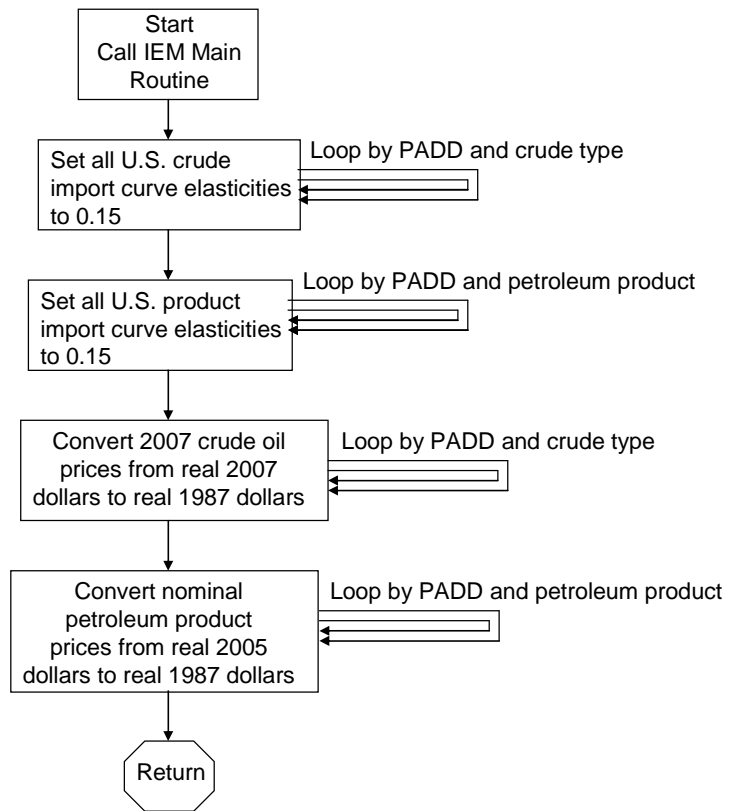 Start
Call IEM Main
Routine
Loop by PADD and crude type
Set all U.S. crude
import curve elasticities
to 0.15
Loop by PADD and petroleum product
Set all U.S. product
import curve elasticities
to 0.15
Convert 2007 crude oil
prices from real 2007
dollars to real 1987 dollars
Loop by PADD and crude type
Convert nominal
petroleum product
prices from real 2005
dollars to real 1987 dollars
Loop by PADD and petroleum product
Return